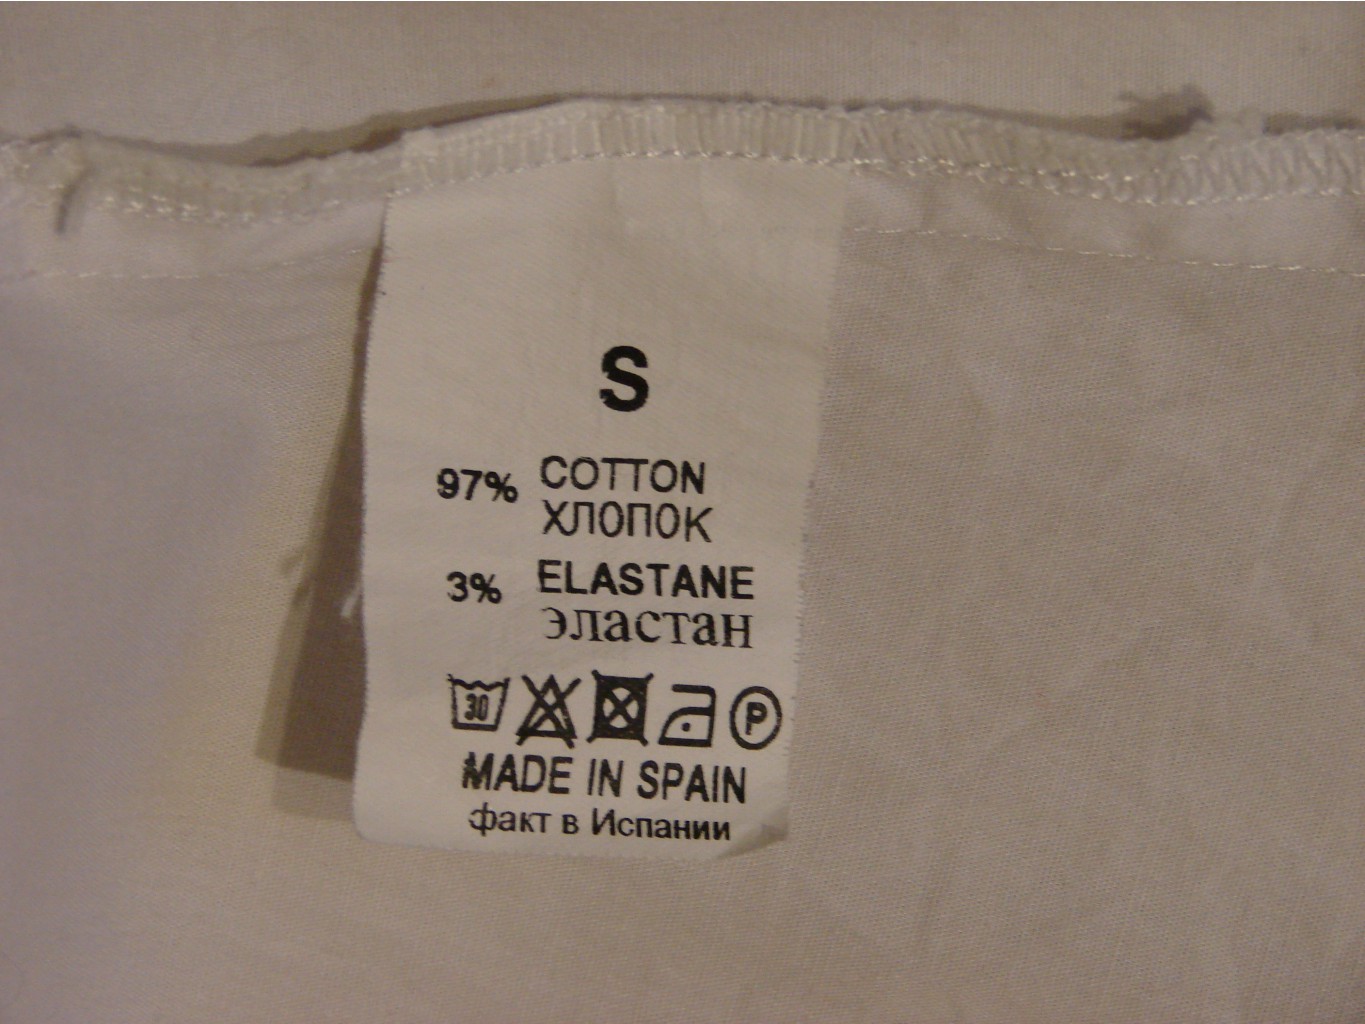 S
97% COTTON
ХЛОПОК
3% ELASTANE
эластан
30 P
MADE IN SPAIN
факт в Испании